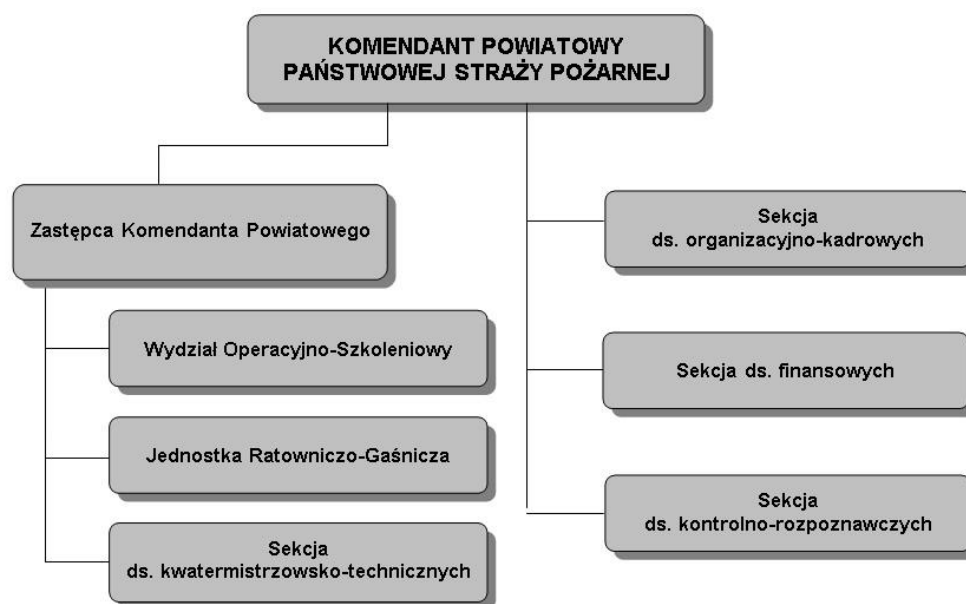 KOMENDANT POWIATOWY
PAŃSTWOWEJ STRAŻY POŻARNEJ
Zastępca Komendanta Powiatowego
Wydział Operacyjno-Szkoleniowy
Jednostka Ratowniczo-Gaśnicza
Sekcja
ds. kwatermistrzowsko-technicznych
Sekcja
ds. organizacyjno-kadrowych
Sekcja ds. finansowych
Sekcja
ds. kontrolno-rozpoznawczych